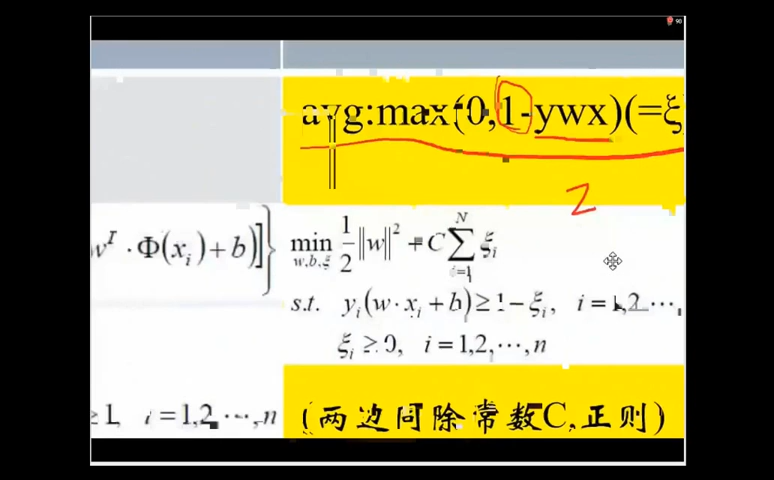 90
avg:max(0,1-ywx)(=ξ
2
w^T · Φ(x_i)+b)]}
min_{w,b,ξ} 1/2 ||w||^2 + C ∑_{i=1}^{N} ξ_i
s.t. y_i(w·x_i+b)≥1-ξ_i, i=1,2,···,
ξ_i≥0, i=1,2,···,n
≥1, i=1,2,···,n
(两边同除常数C,正则)